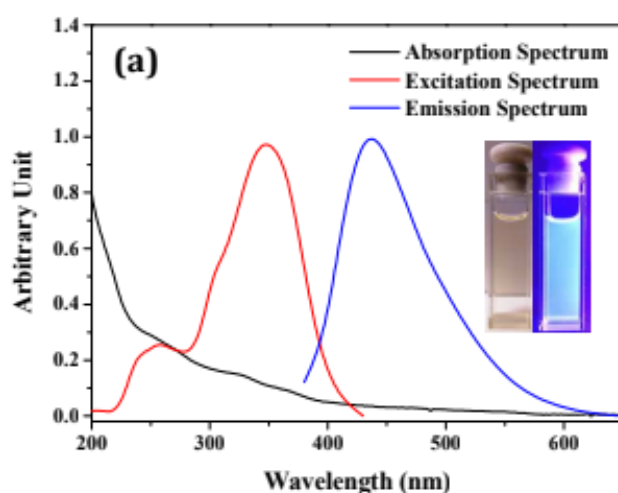 1.4
(a)
Absorption Spectrum
1.2
Excitation Spectrum
Emission Spectrum
1.0
0.8
0.6
0.4
0.2
0.0
Arbitrary Unit
200 300 400 500 600
Wavelength (nm)